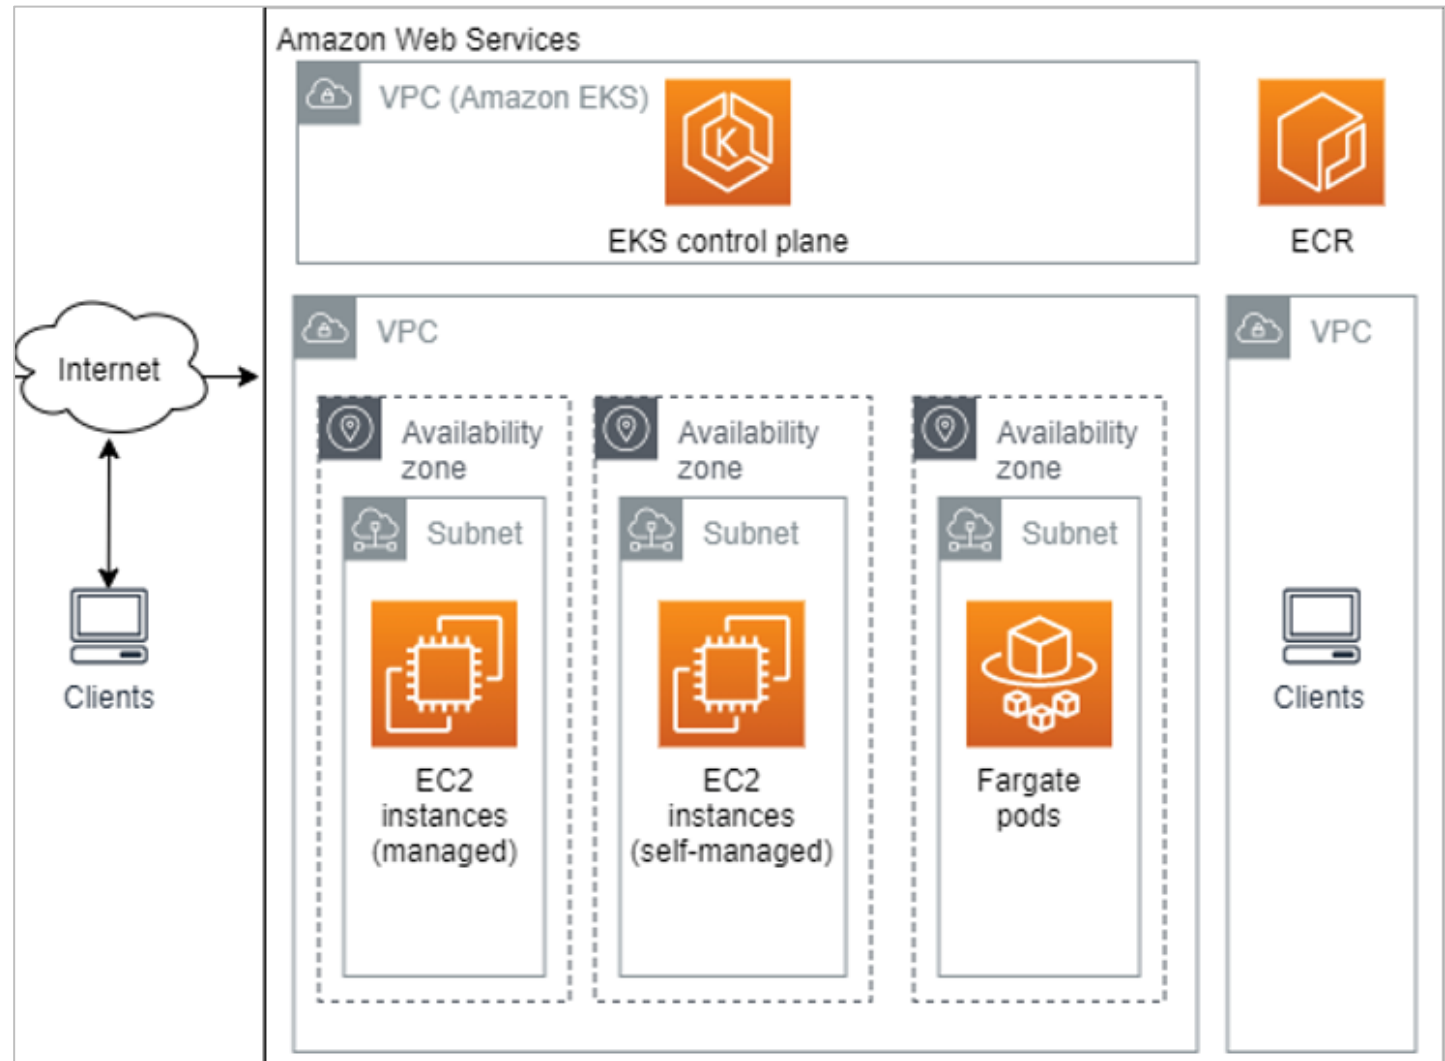 Amazon Web Services
VPC (Amazon EKS)
K
EKS control plane
ECR
Internet
Clients
VPC
Availability
zone
Subnet
EC2
instances
(managed)
Availability
zone
Subnet
EC2
instances
(self-managed)
Availability
zone
Subnet
Fargate
pods
VPC
Clients